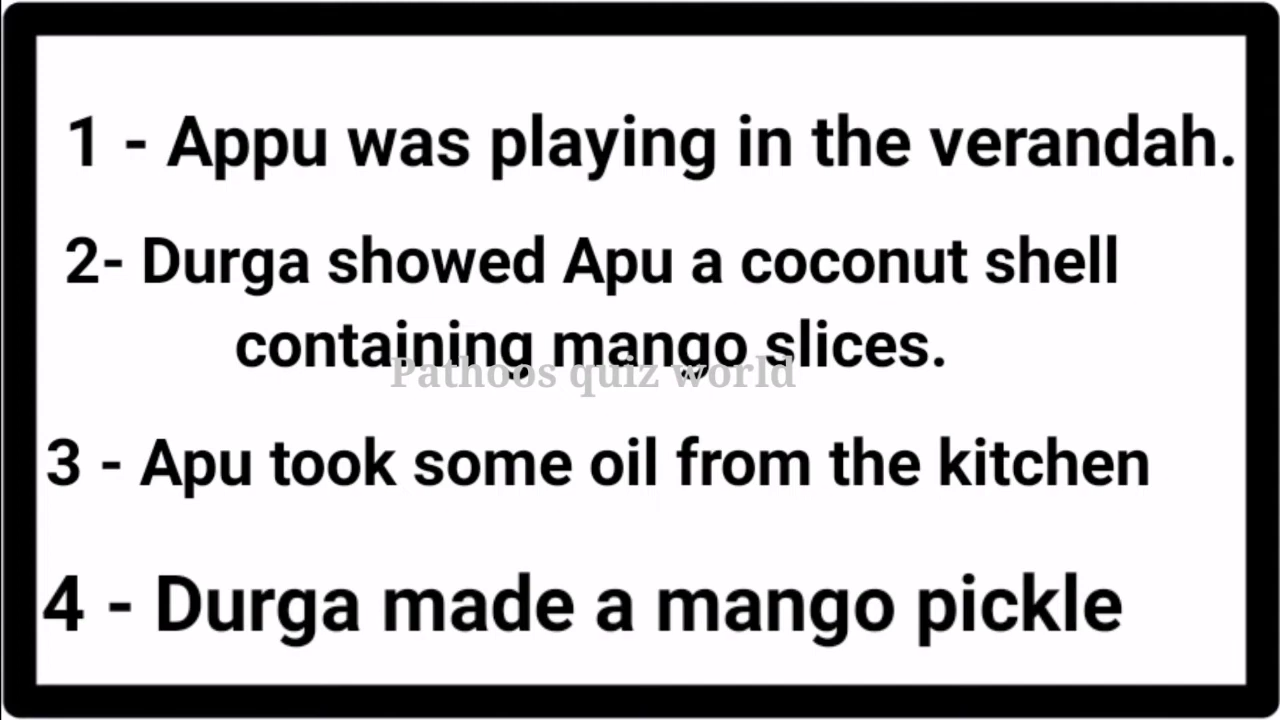 1 - Appu was playing in the verandah.
2- Durga showed Apu a coconut shell
containing mango slices.
Pathoos quiz world
3 - Apu took some oil from the kitchen
4 - Durga made a mango pickle